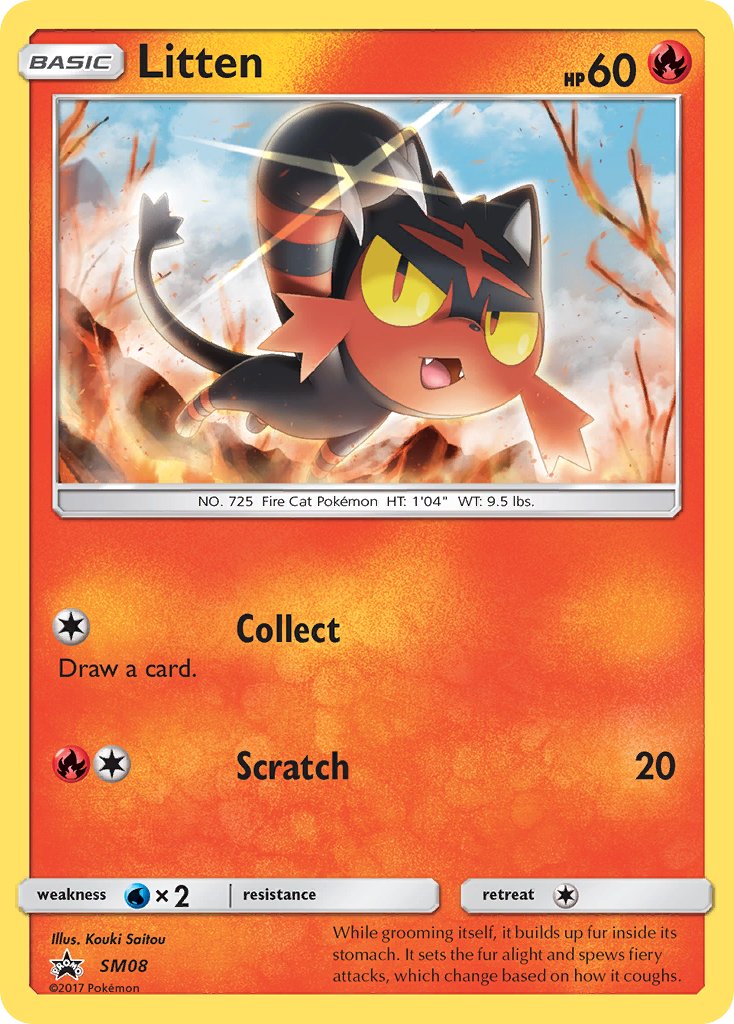 BASIC Litten HP60
NO. 725 Fire Cat Pokémon HT: 1'04" WT: 9.5 lbs.
Collect
Draw a card.
Scratch 20
weakness ×2 resistance retreat
Illus. Kouki Saitou
PROMO SM08
©2017 Pokémon
While grooming itself, it builds up fur inside its
stomach. It sets the fur alight and spews fiery
attacks, which change based on how it coughs.